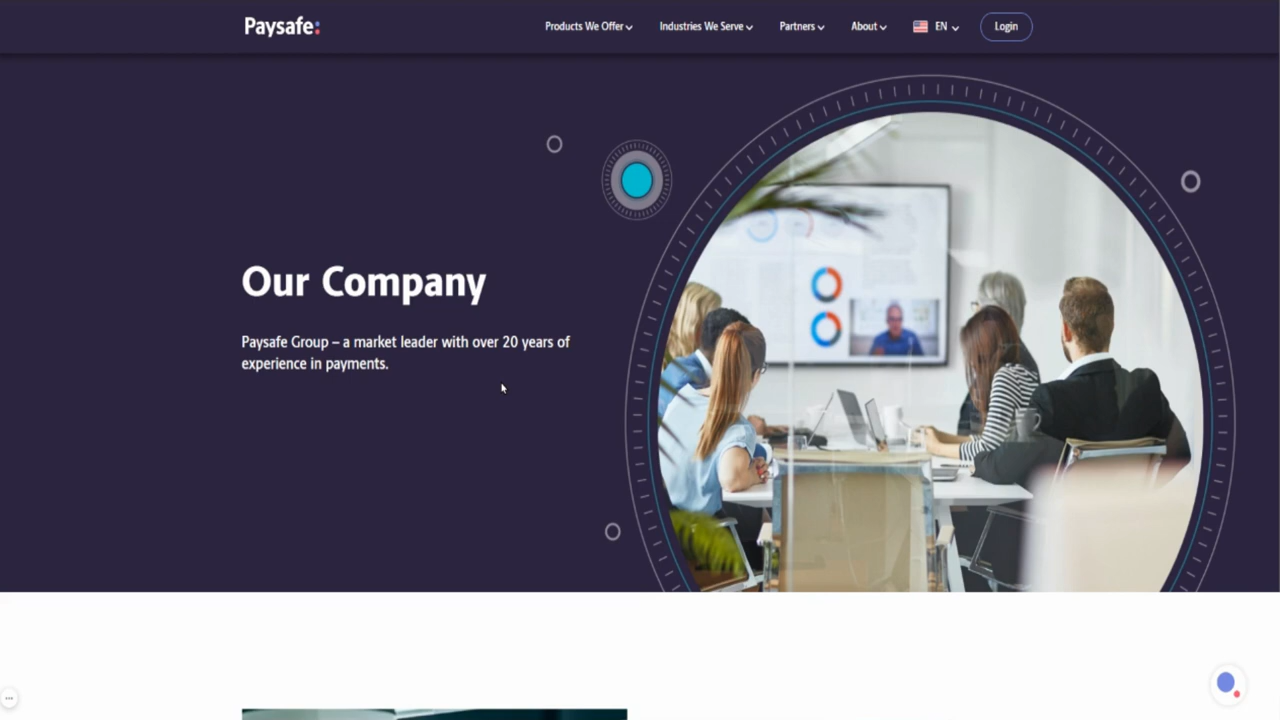 Paysafe:
Products We Offer
Industries We Serve
Partners
About
EN
Login
Our Company
Paysafe Group – a market leader with over 20 years of
experience in payments.